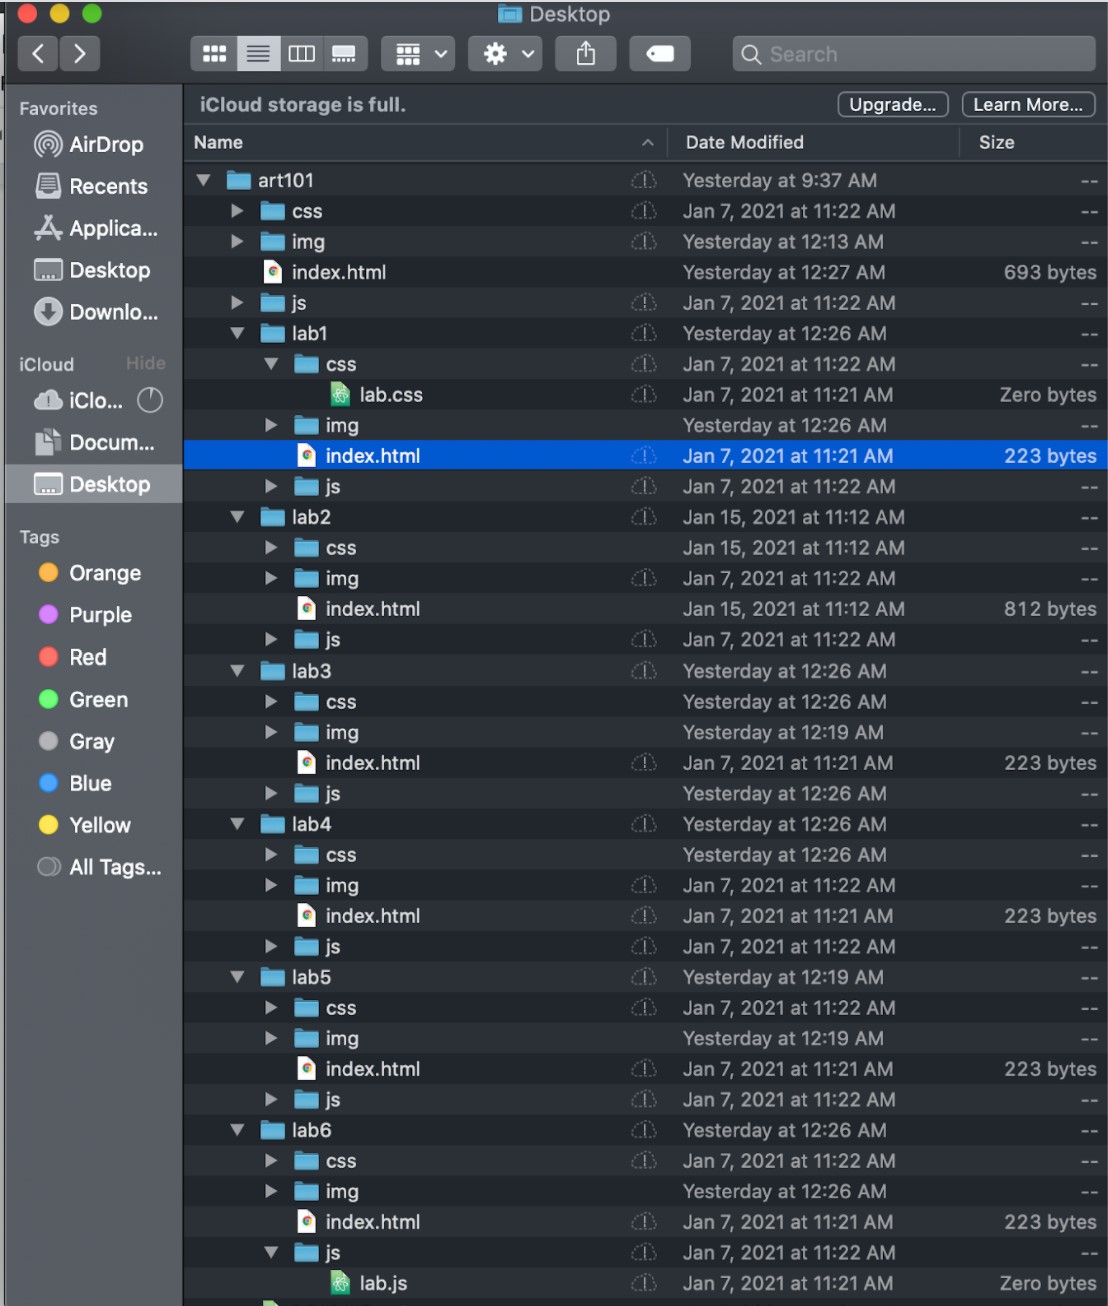 Desktop
Search
Favorites
AirDrop
Recents
Applica...
Desktop
Downlo...
iCloud Hide
iClo...
Docum...
Desktop
Tags
Orange
Purple
Red
Green
Gray
Blue
Yellow
All Tags...
iCloud storage is full. Upgrade... Learn More...
Name Date Modified Size
art101 Yesterday at 9:37 AM --
css Jan 7, 2021 at 11:22 AM --
img Yesterday at 12:13 AM --
index.html Yesterday at 12:27 AM 693 bytes
js Jan 7, 2021 at 11:22 AM --
lab1 Yesterday at 12:26 AM --
css Jan 7, 2021 at 11:22 AM --
lab.css Jan 7, 2021 at 11:21 AM Zero bytes
img Yesterday at 12:26 AM --
index.html Jan 7, 2021 at 11:21 AM 223 bytes
js Jan 7, 2021 at 11:22 AM --
lab2 Jan 15, 2021 at 11:12 AM --
css Jan 15, 2021 at 11:12 AM --
img Jan 7, 2021 at 11:22 AM --
index.html Jan 15, 2021 at 11:12 AM 812 bytes
js Jan 7, 2021 at 11:22 AM --
lab3 Yesterday at 12:26 AM --
css Yesterday at 12:26 AM --
img Yesterday at 12:19 AM --
index.html Jan 7, 2021 at 11:21 AM 223 bytes
js Yesterday at 12:26 AM --
lab4 Yesterday at 12:26 AM --
css Yesterday at 12:26 AM --
img Jan 7, 2021 at 11:22 AM --
index.html Jan 7, 2021 at 11:21 AM 223 bytes
js Jan 7, 2021 at 11:22 AM --
lab5 Yesterday at 12:19 AM --
css Jan 7, 2021 at 11:22 AM --
img Yesterday at 12:19 AM --
index.html Jan 7, 2021 at 11:21 AM 223 bytes
js Jan 7, 2021 at 11:22 AM --
lab6 Yesterday at 12:26 AM --
css Jan 7, 2021 at 11:22 AM --
img Yesterday at 12:26 AM --
index.html Jan 7, 2021 at 11:21 AM 223 bytes
js Jan 7, 2021 at 11:22 AM --
lab.js Jan 7, 2021 at 11:21 AM Zero bytes